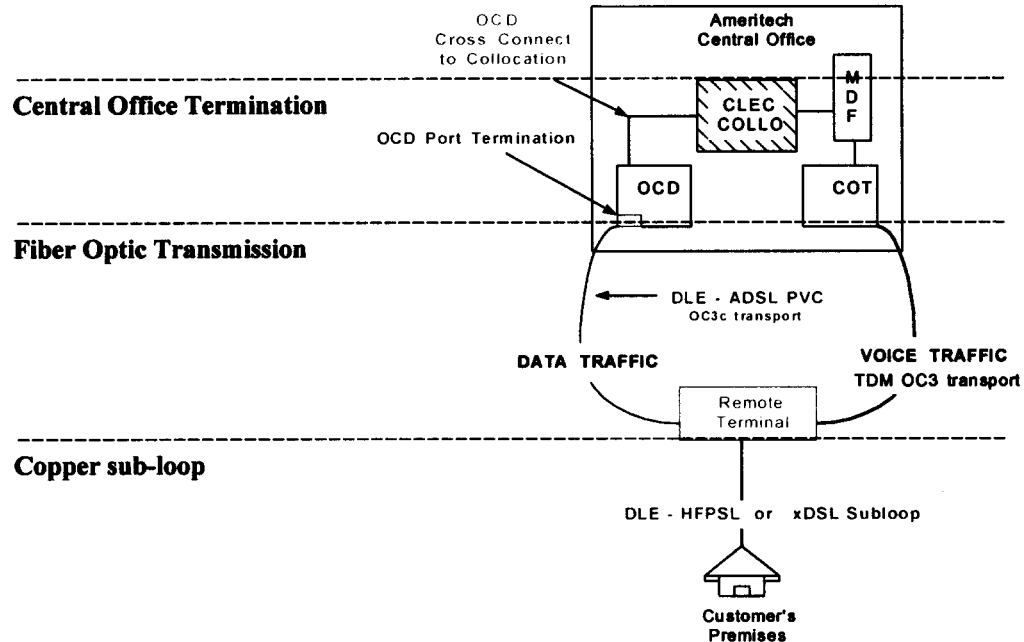 OCD
Cross Connect
to Collocation
Ameritech
Central Office
Central Office Termination
MDF
CLEC
COLLO
OCD Port Termination
OCD
COT
Fiber Optic Transmission
DLE - ADSL PVC
OC3c transport
DATA TRAFFIC
VOICE TRAFFIC
TDM OC3 transport
Remote
Terminal
Copper sub-loop
DLE - HFPSL or xDSL Subloop
Customer's
Premises